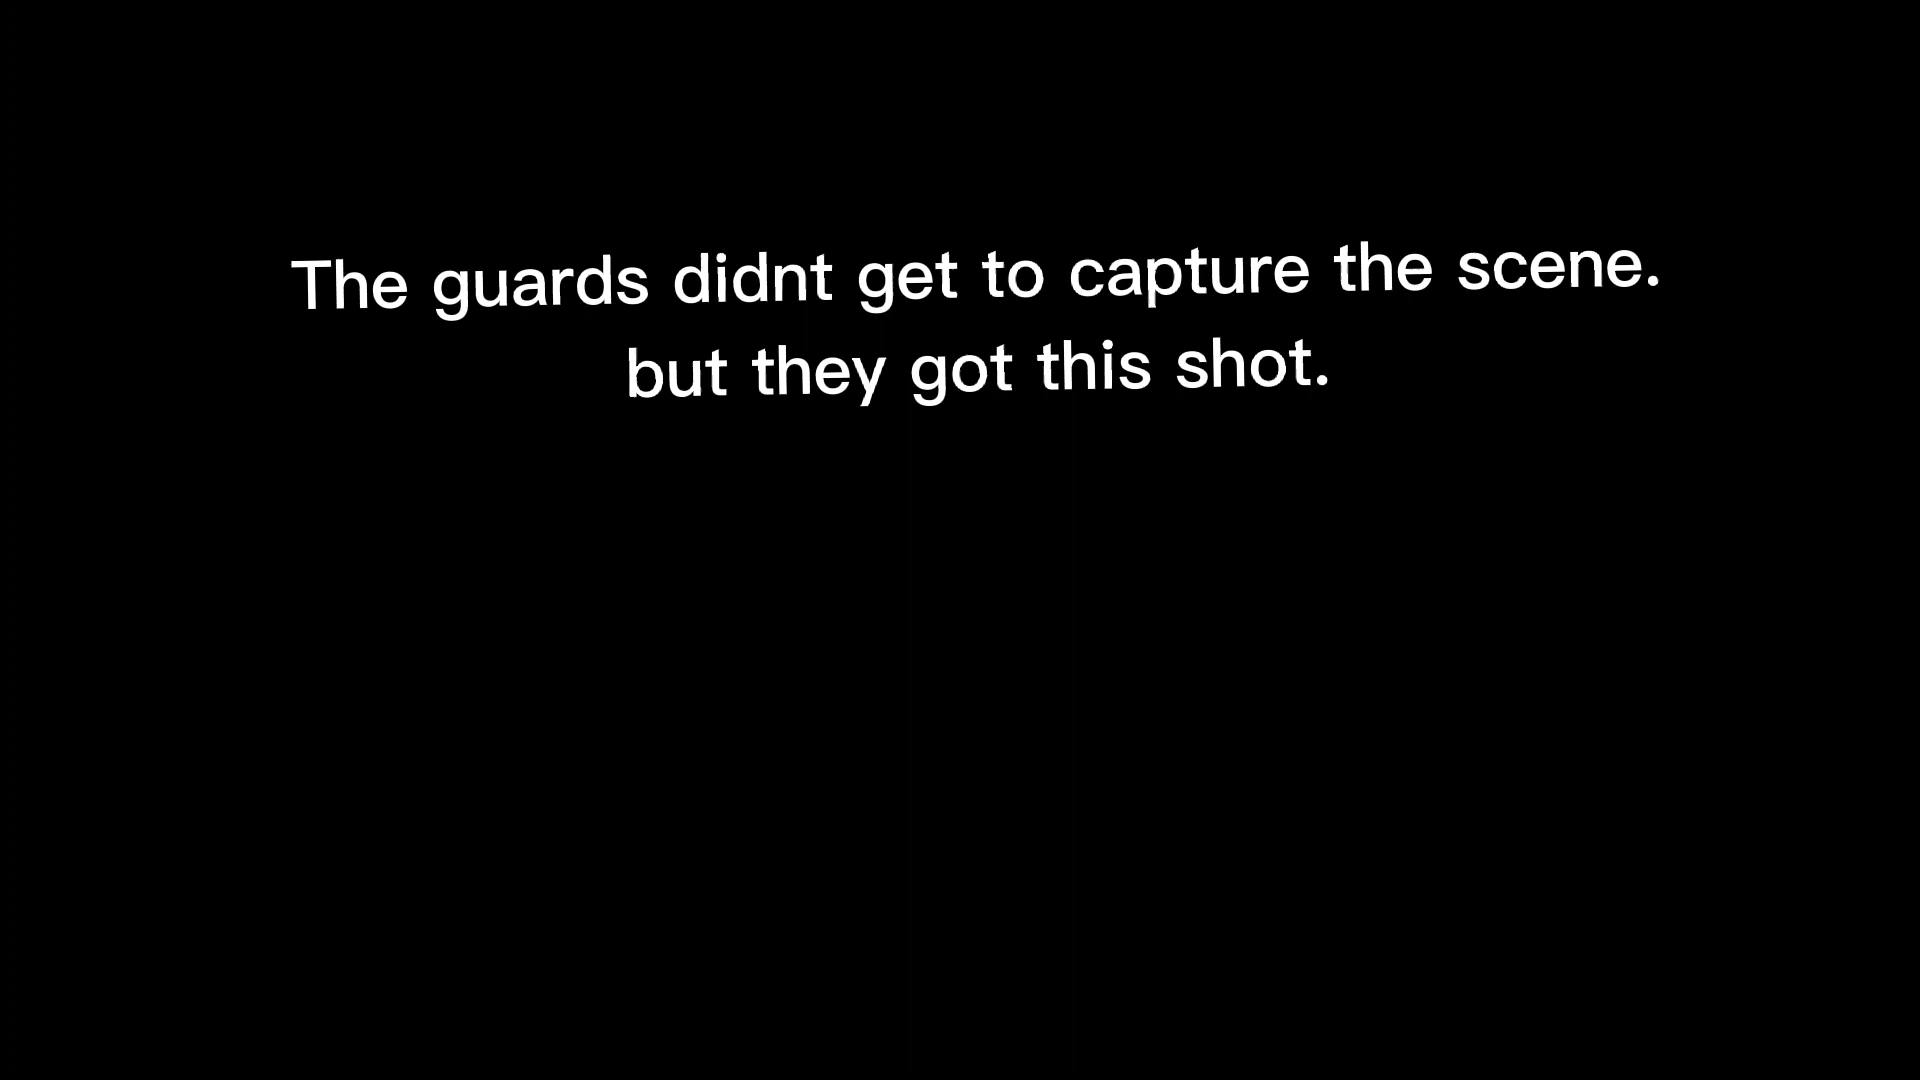 The guards didnt get to capture the scene.
but they got this shot.